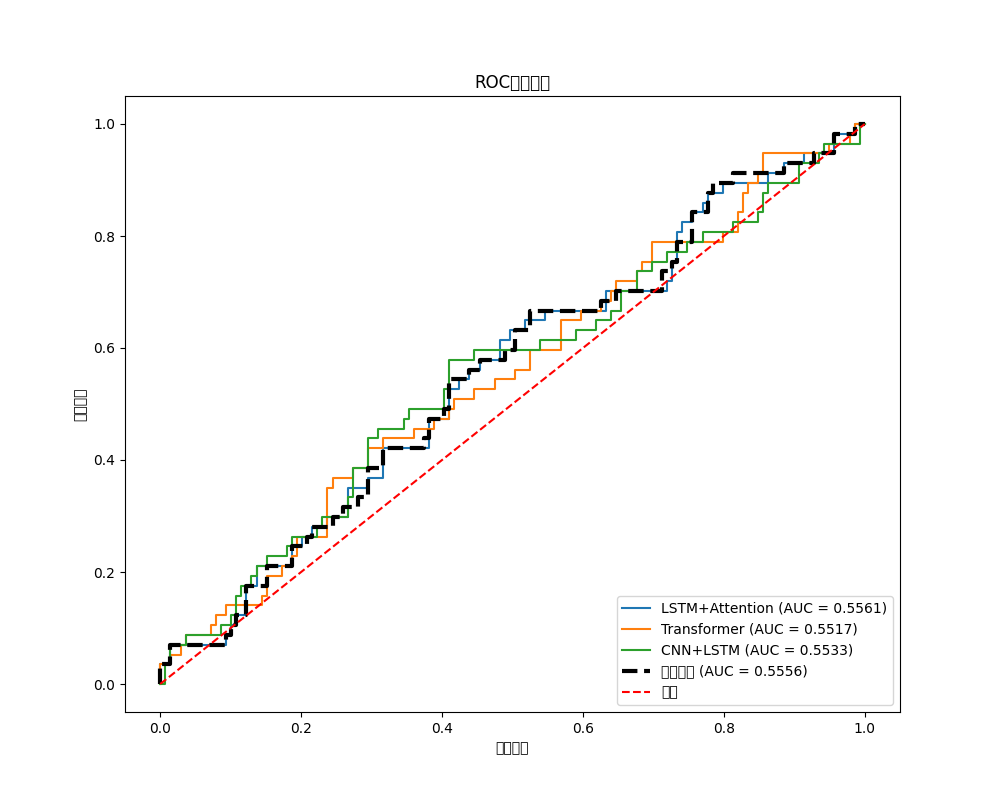 ROC
1.0
0.8
0.6
0.4
0.2
0.0
0.0 0.2 0.4 0.6 0.8 1.0
LSTM+Attention (AUC = 0.5561)
Transformer (AUC = 0.5517)
CNN+LSTM (AUC = 0.5533)
(AUC = 0.5556)